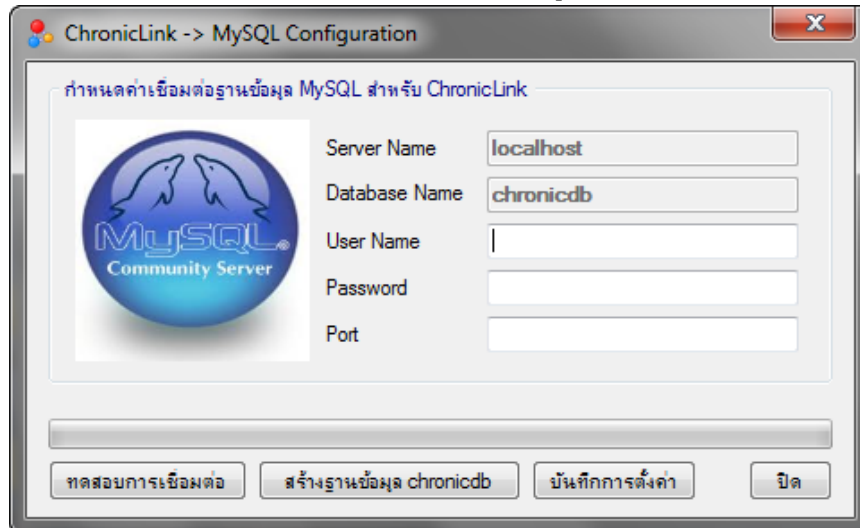 ChronicLink -> MySQL Configuration
กำหนดค่าเชื่อมต่อฐานข้อมูล MySQL สำหรับ ChronicLink
MySQL®
Community Server
Server Name localhost
Database Name chronicdb
User Name
Password
Port
ทดสอบการเชื่อมต่อ สร้างฐานข้อมูล chronicdb บันทึกการตั้งค่า ปิด